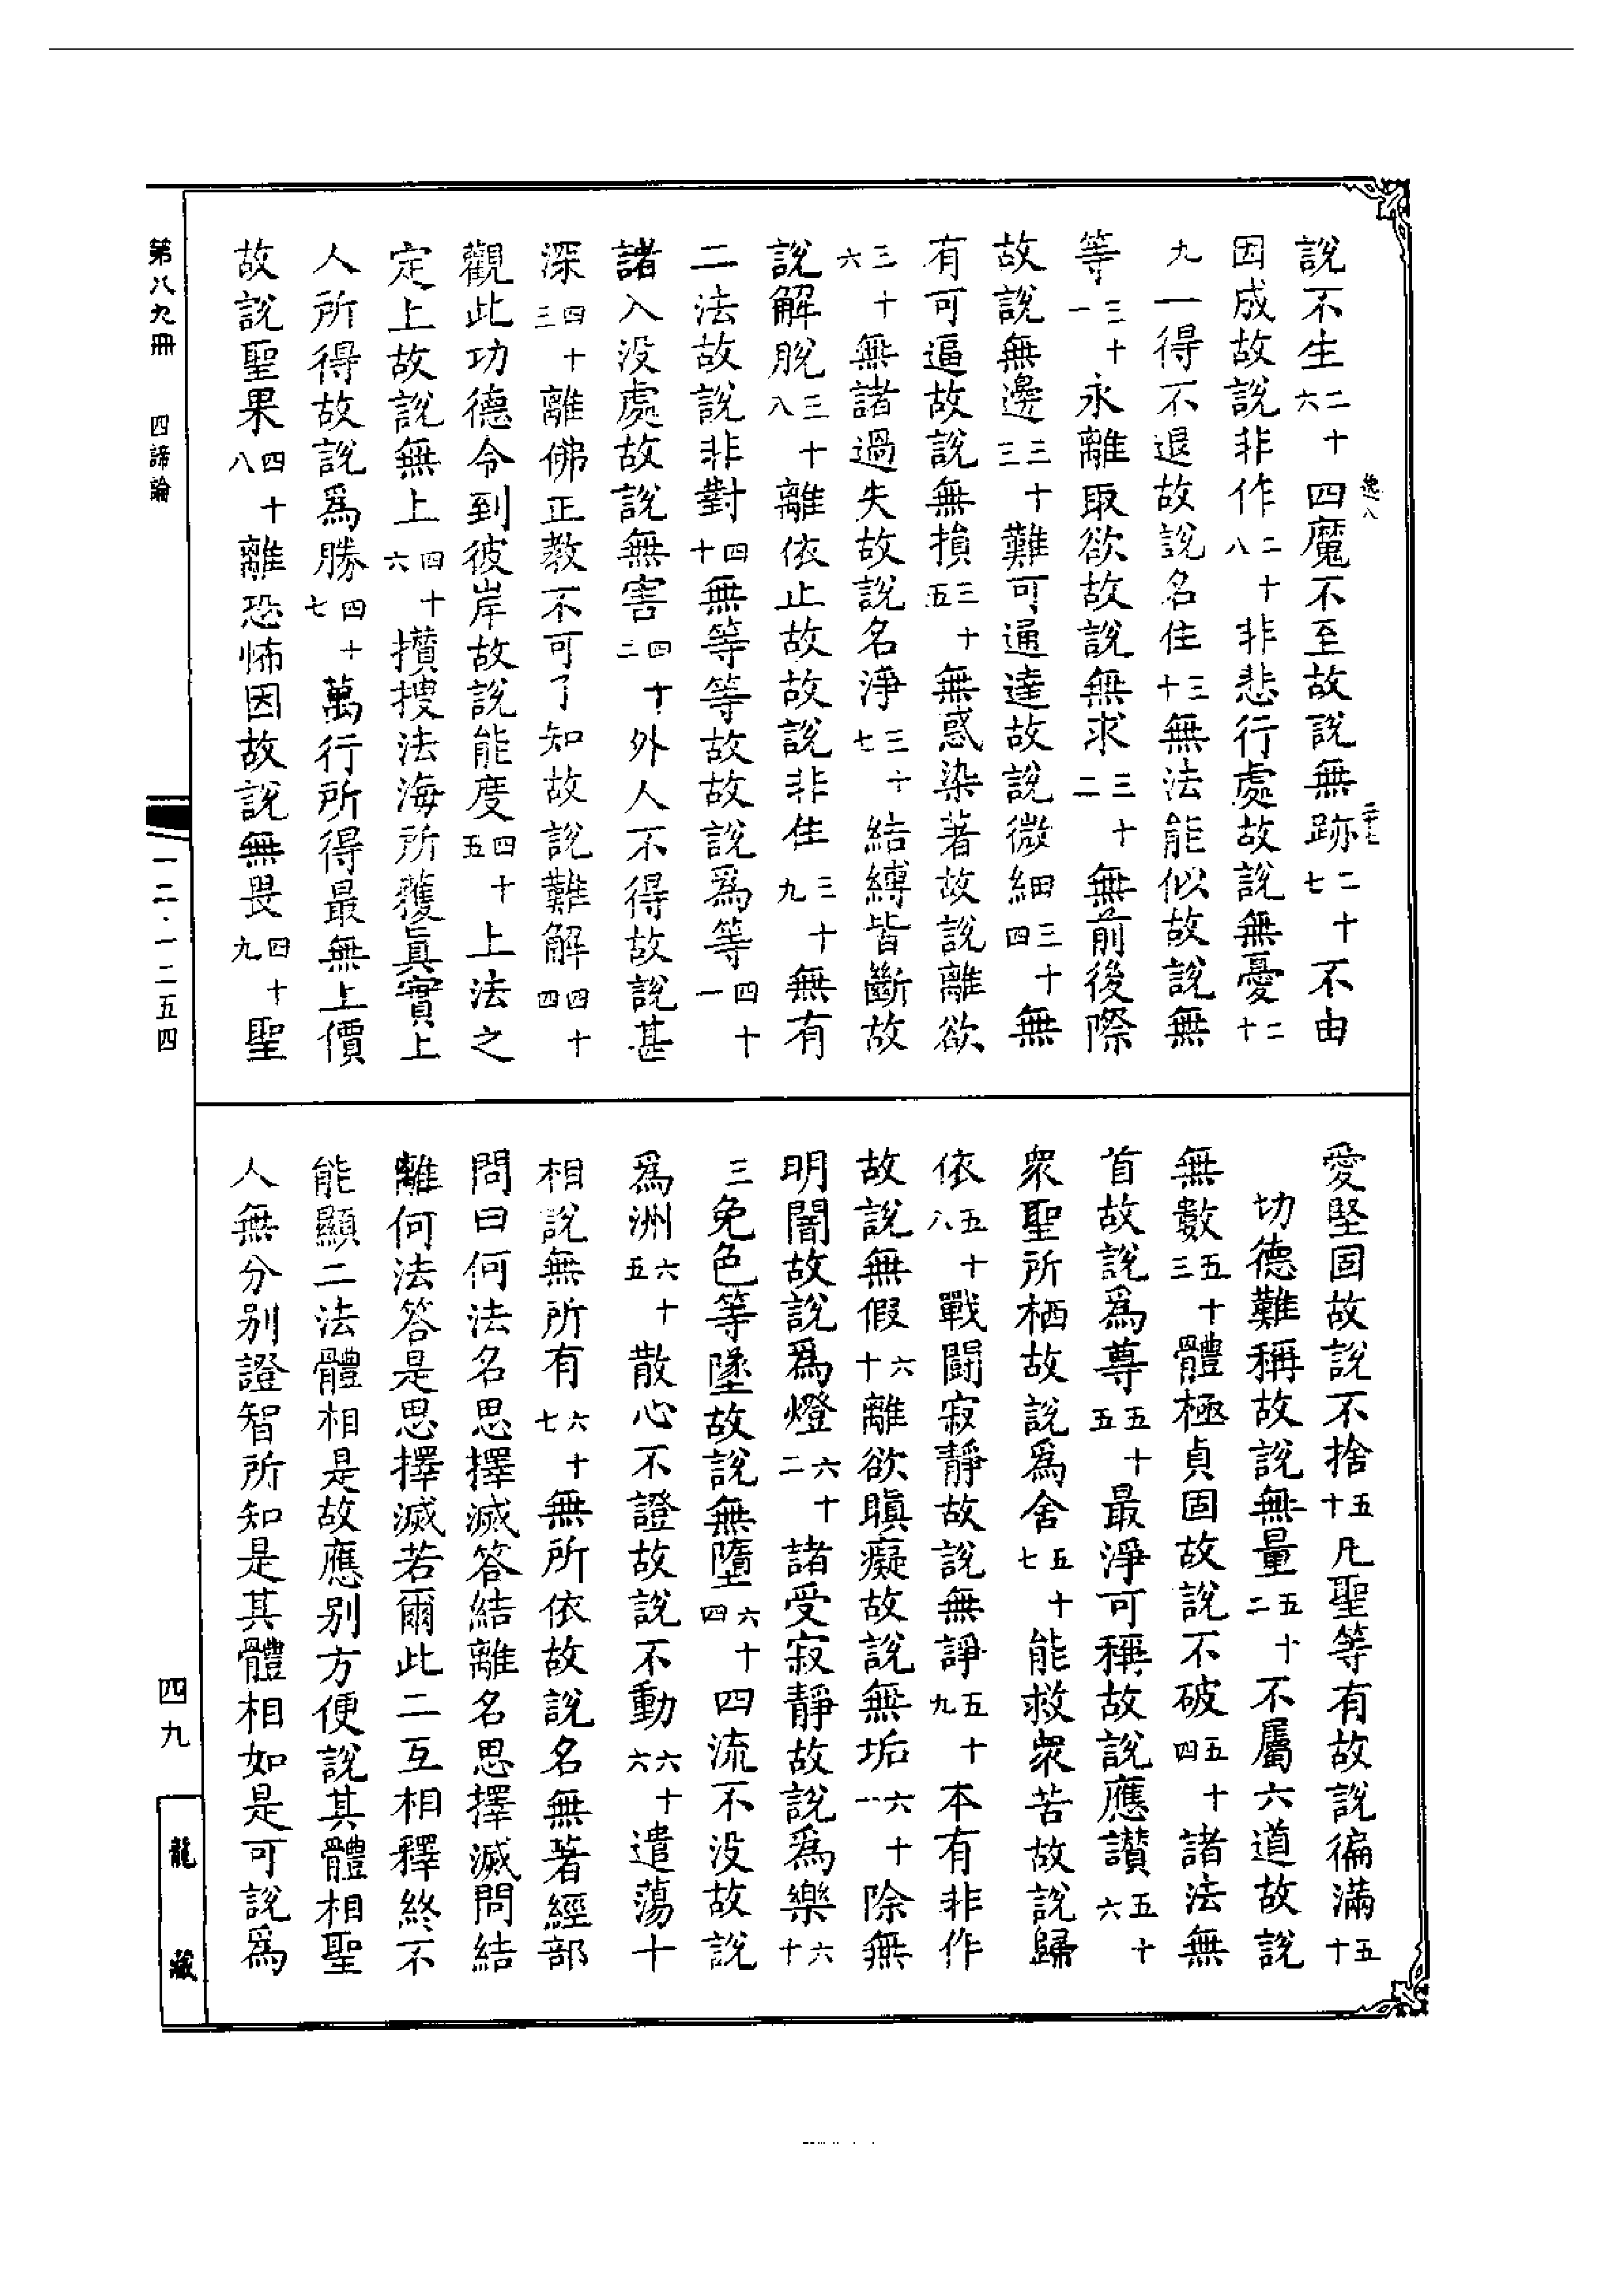 說不生二十六四魔不至故說無跡二十七不由
因成故說非作二十八非悲行處故說無憂二十
九一得不退故說名住三十無法能似故說無
等三十一永離取欲故說無求三十二無前後際
故說無邊三十三難可通達故說微細三十四無
有可逼故說無損三十五無惑染著故說離欲
三十六無諸過失故說名淨三十七結縛皆斷故
說解脫三十八離依止故故說非住三十九無有
二法故說非對四十無等等故故說爲等四十一
諸入没處故說無害四十二外人不得故說甚
深四十三離佛正教不可了知故說難解四十四
觀此功德令到彼岸故說能度四十五上法之
定上故說無上四十六攢搜法海所獲眞實上
人所得故說爲勝四十七萬行所得最無上價
故說聖果四十八離恐怖因故說無畏四十九聖
愛堅固故說不捨五十凡聖等有故說徧滿五十
一切德難稱故說無量五十二不屬六道故說
無數五十三體極貞固故說不破五十四諸法無
首故說爲尊五十五最淨可稱故說應讚五十六
衆聖所栖故說爲舍五十七能救衆苦故說歸
依五十八戰鬭寂靜故說無諍五十九本有非作
故說無假六十離欲瞋癡故說無垢六十一除無
明闇故說爲燈六十二諸受寂靜故說爲樂六十
三免色等墜故說無墮六十四四流不没故說
爲洲六十五散心不證故說不動六十六遣蕩十
相說無所有六十七無所依故說名無著經部
問曰何法名思擇滅答結離名思擇滅問結
離何法答是思擇滅若爾此二互相釋終不
能顯二法體相是故應别方便說其體相聖
人無分别證智所知是其體相如是可說爲
第八九冊
四諦論
一二·一二五四
四九
龍藏